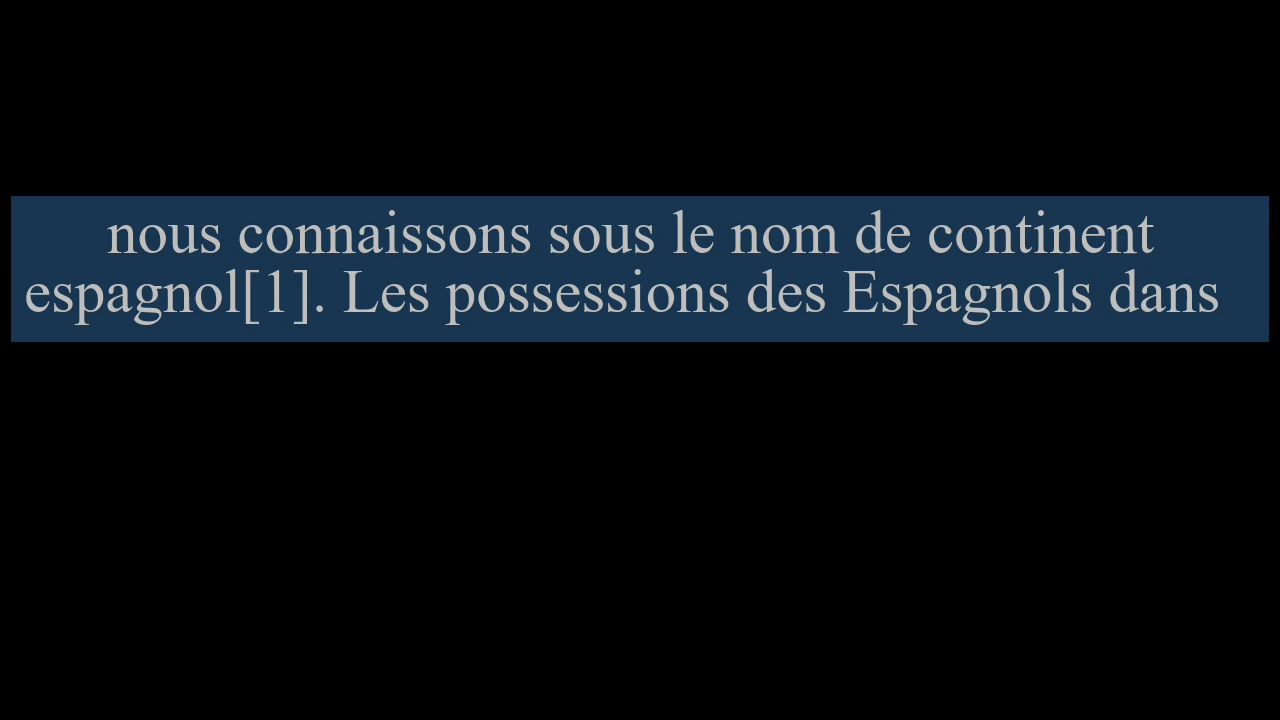 nous connaissons sous le nom de continent
espagnol[1]. Les possessions des Espagnols dans